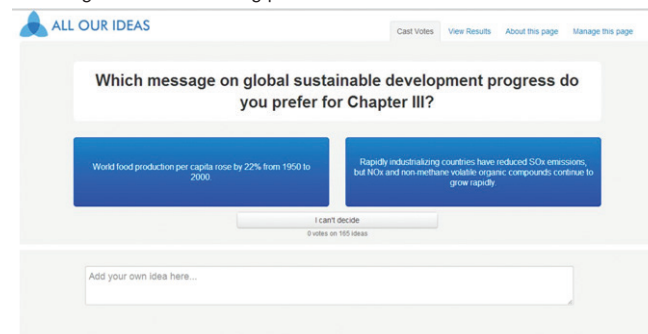 ALL OUR IDEAS
Cast Votes View Results About this page Manage this page
Which message on global sustainable development progress do
you prefer for Chapter III?
World food production per capita rose by 22% from 1950 to
2000.
Rapidly industrializing countries have reduced SOx emissions,
but NOx and non-methane volatile organic compounds continue to
grow rapidly.
I can't decide
0 votes on 165 ideas
Add your own idea here...